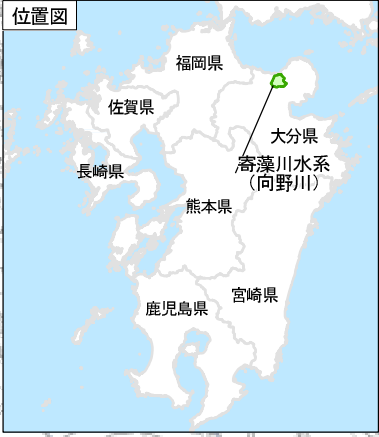 位置図
福岡県
佐賀県
大分県
長崎県
寄藻川水系
（向野川）
熊本県
宮崎県
鹿児島県